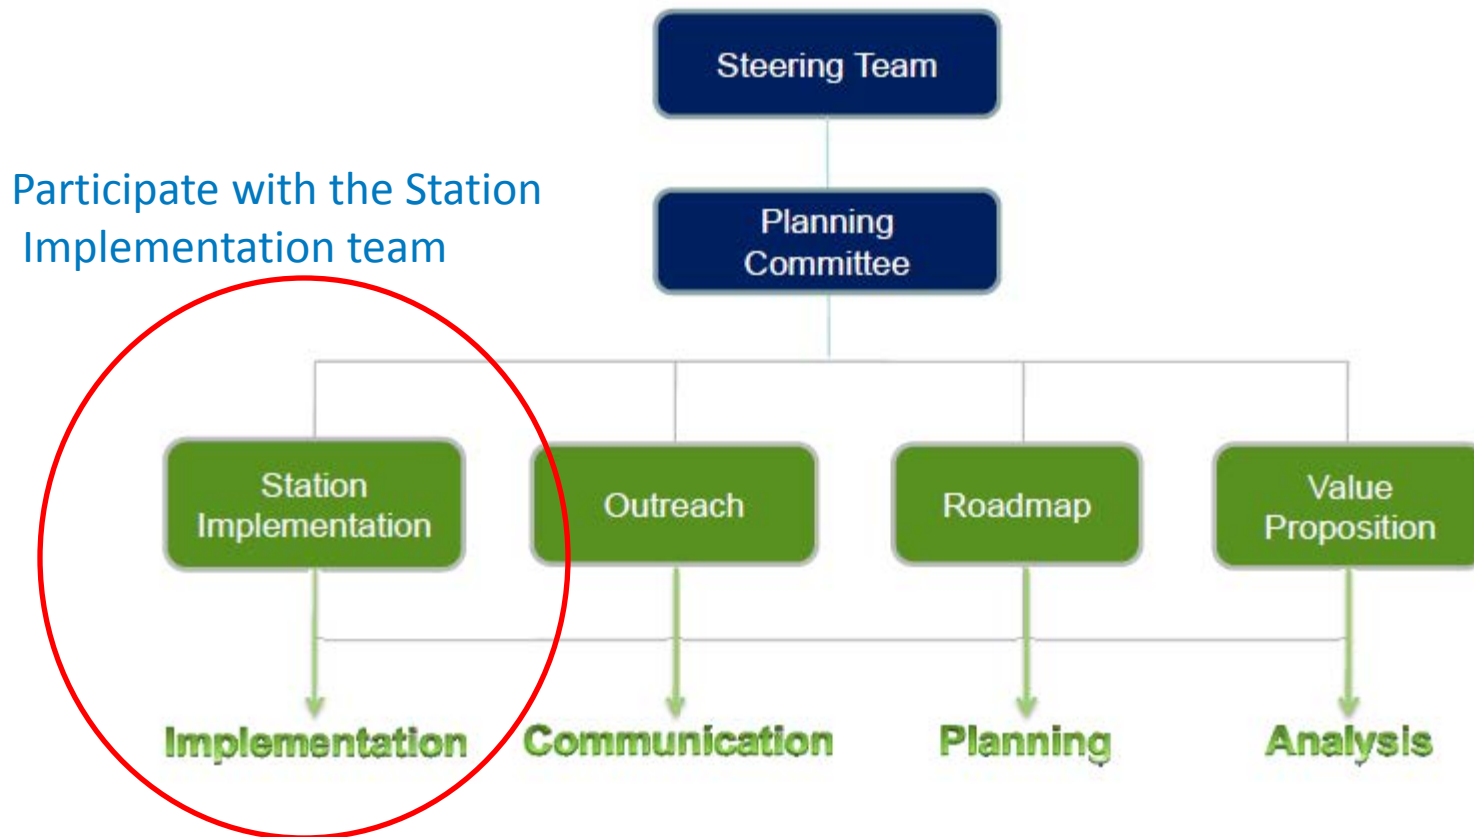 Steering Team
Participate with the Station
Implementation team
Planning
Committee
Station
Implementation
Outreach
Roadmap
Value
Proposition
Implementation
Communication
Planning
Analysis